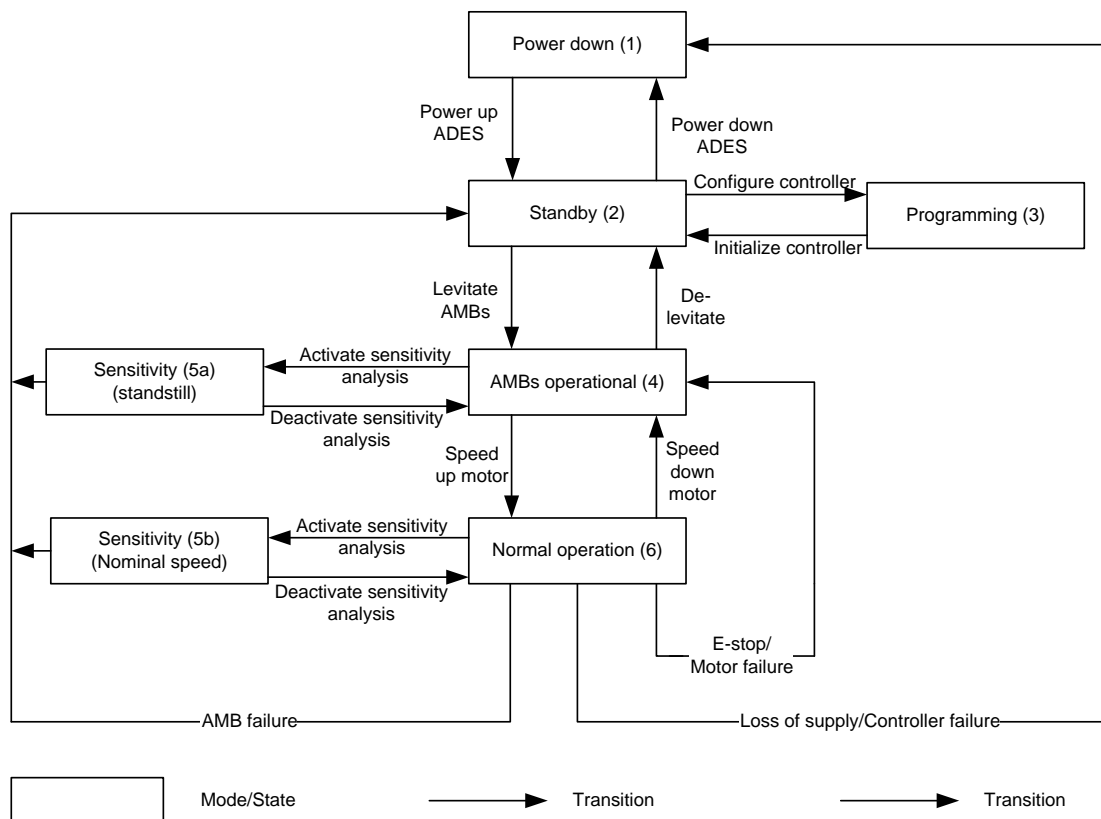 Power down (1)
Power up
ADES
Power down
ADES
Configure controller
Standby (2)
Programming (3)
Initialize controller
Levitate
AMBs
De-
levitate
Activate sensitivity
analysis
Sensitivity (5a)
(standstill)
AMBs operational (4)
Deactivate sensitivity
analysis
Speed
up motor
Speed
down
motor
Activate sensitivity
analysis
Sensitivity (5b)
(Nominal speed)
Normal operation (6)
Deactivate sensitivity
analysis
E-stop/
Motor failure
AMB failure
Loss of supply/Controller failure
Mode/State
Transition
Transition